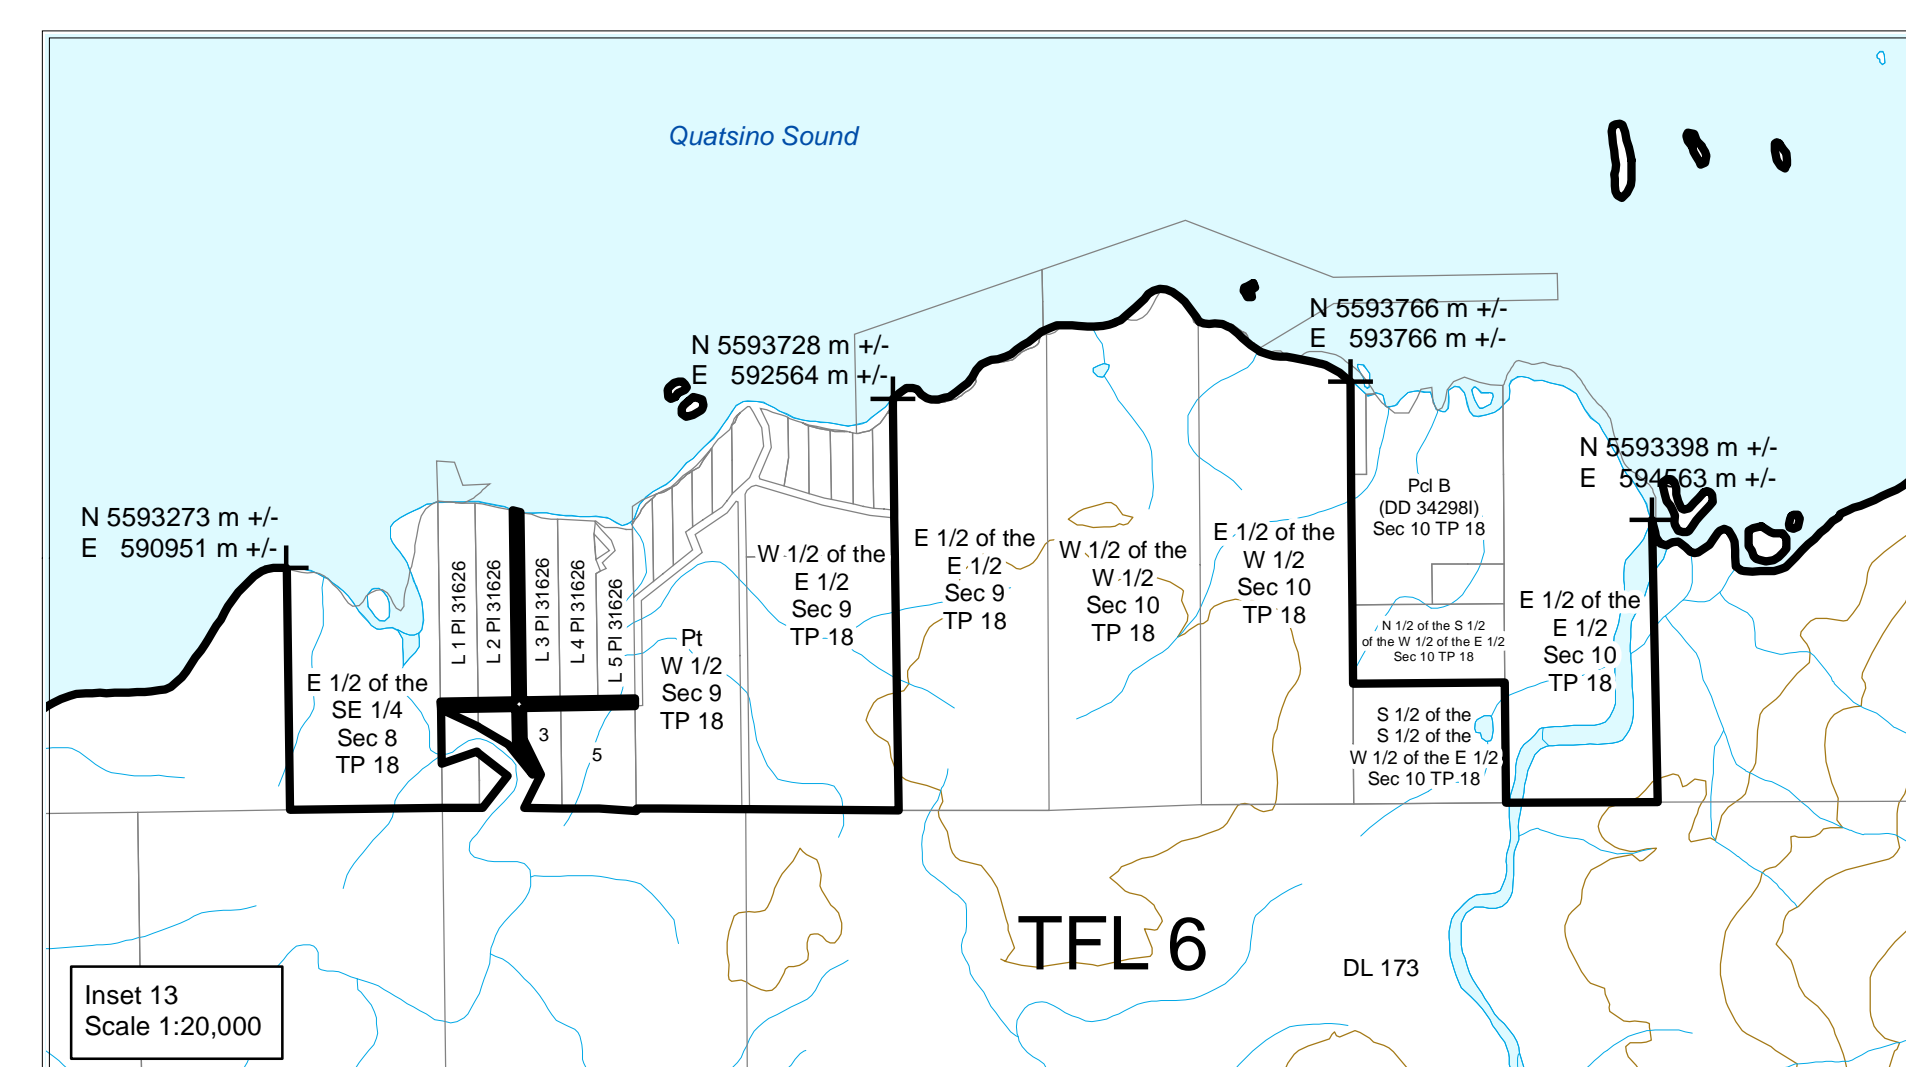 Quatsino Sound
N 5593766 m +/-
E 593766 m +/-
N 5593728 m +/-
E 592564 m +/-
N 5593398 m +/-
E 594563 m +/-
N 5593273 m +/-
E 590951 m +/-
L 1 Pl 31626
L 2 Pl 31626
L 3 Pl 31626
L 4 Pl 31626
L 5 Pl 31626
E 1/2 of the
SE 1/4
Sec 8
TP 18
3
5
Pt
W 1/2
Sec 9
TP 18
W 1/2 of the
E 1/2
Sec 9
TP 18
E 1/2 of the
E 1/2
Sec 9
TP 18
W 1/2 of the
W 1/2
Sec 10
TP 18
E 1/2 of the
W 1/2
Sec 10
TP 18
Pcl B
(DD 34298I)
Sec 10 TP 18
N 1/2 of the S 1/2
of the W 1/2 of the E 1/2
Sec 10 TP 18
S 1/2 of the
S 1/2 of the
W 1/2 of the E 1/2
Sec 10 TP 18
E 1/2 of the
E 1/2
Sec 10
TP 18
TFL 6
DL 173
Inset 13
Scale 1:20,000